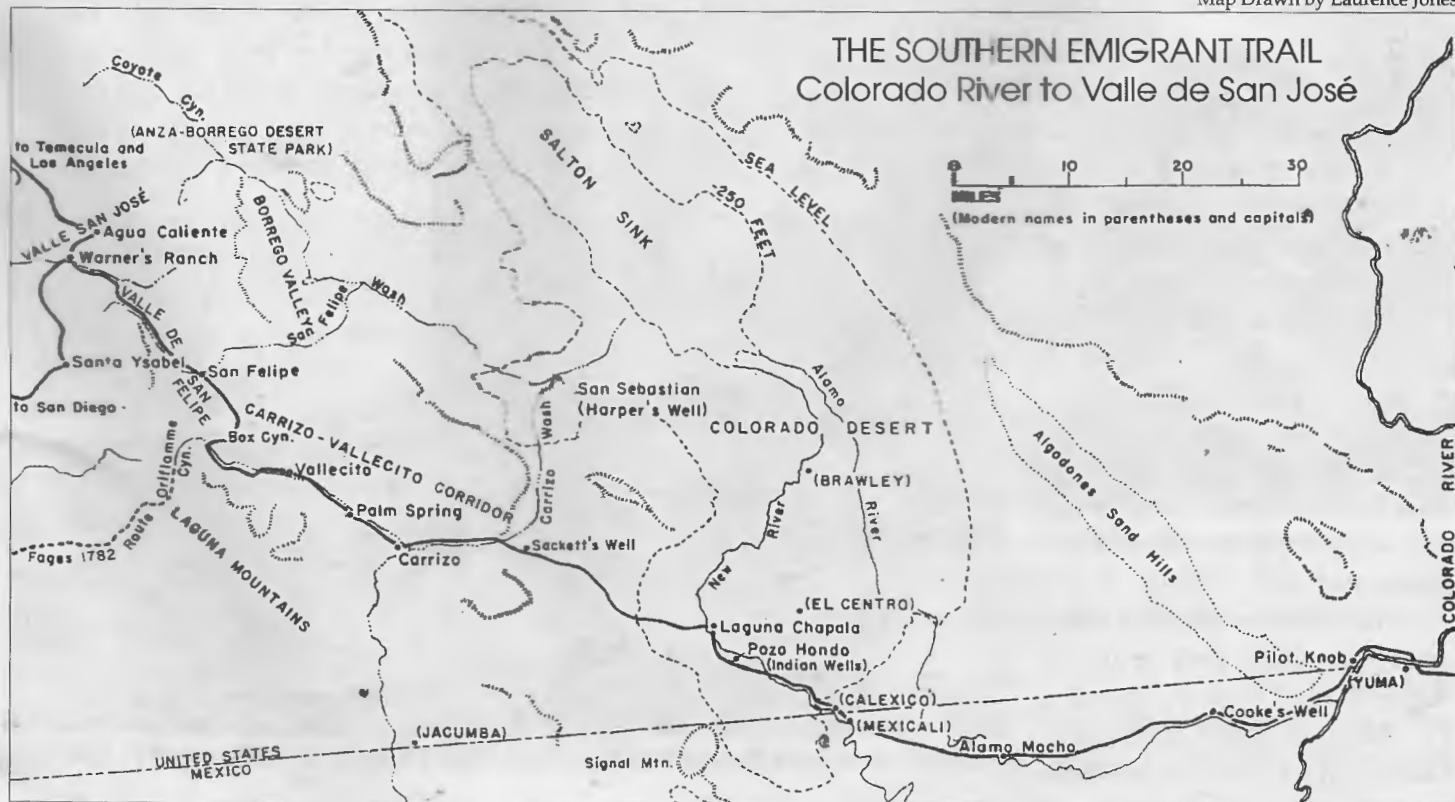 Map Drawn by Laurence Jones
THE SOUTHERN EMIGRANT TRAIL
Colorado River to Valle de San José
0 10 20 30
MILES
(Modern names in parentheses and capitals)
Coyote Cyn.
(ANZA-BORREGO DESERT
STATE PARK)
to Temecula and
Los Angeles
VALLE SAN JOSÉ
Agua Caliente
Warner's Ranch
BORREGO VALLEY
San Felipe Wash
VALLE DE SAN FELIPE
Santa Ysabel
San Felipe
to San Diego
SALTON SINK
SEA LEVEL
-250 FEET
San Sebastian
(Harper's Well)
Carrizo Wash
CARRIZO-VALLECITO CORRIDOR
Box Cyn.
Oriflamme Cyn.
Vallecito
Palm Spring
Fages 1782 Route
LAGUNA MOUNTAINS
Carrizo
Sackett's Well
COLORADO DESERT
Alamo River
(BRAWLEY)
New River
(EL CENTRO)
Laguna Chapala
Pozo Hondo
(Indian Wells)
Algodones Sand Hills
COLORADO RIVER
Pilot Knob
(YUMA)
(CALEXICO)
(MEXICALI)
Cooke's Well
Alamo Mocho
(JACUMBA)
UNITED STATES
MEXICO
Signal Mtn.